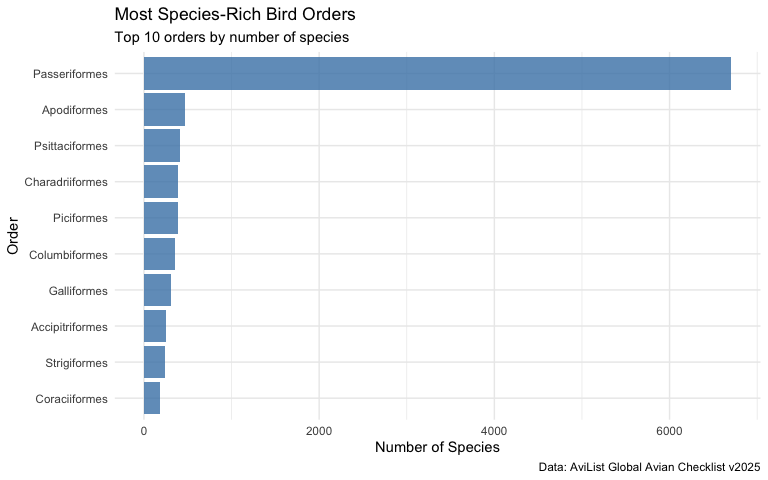 Most Species-Rich Bird Orders
Top 10 orders by number of species
Order
Passeriformes
Apodiformes
Psittaciformes
Charadriiformes
Piciformes
Columbiformes
Galliformes
Accipitriformes
Strigiformes
Coraciiformes
0 2000 4000 6000
Number of Species
Data: AviList Global Avian Checklist v2025